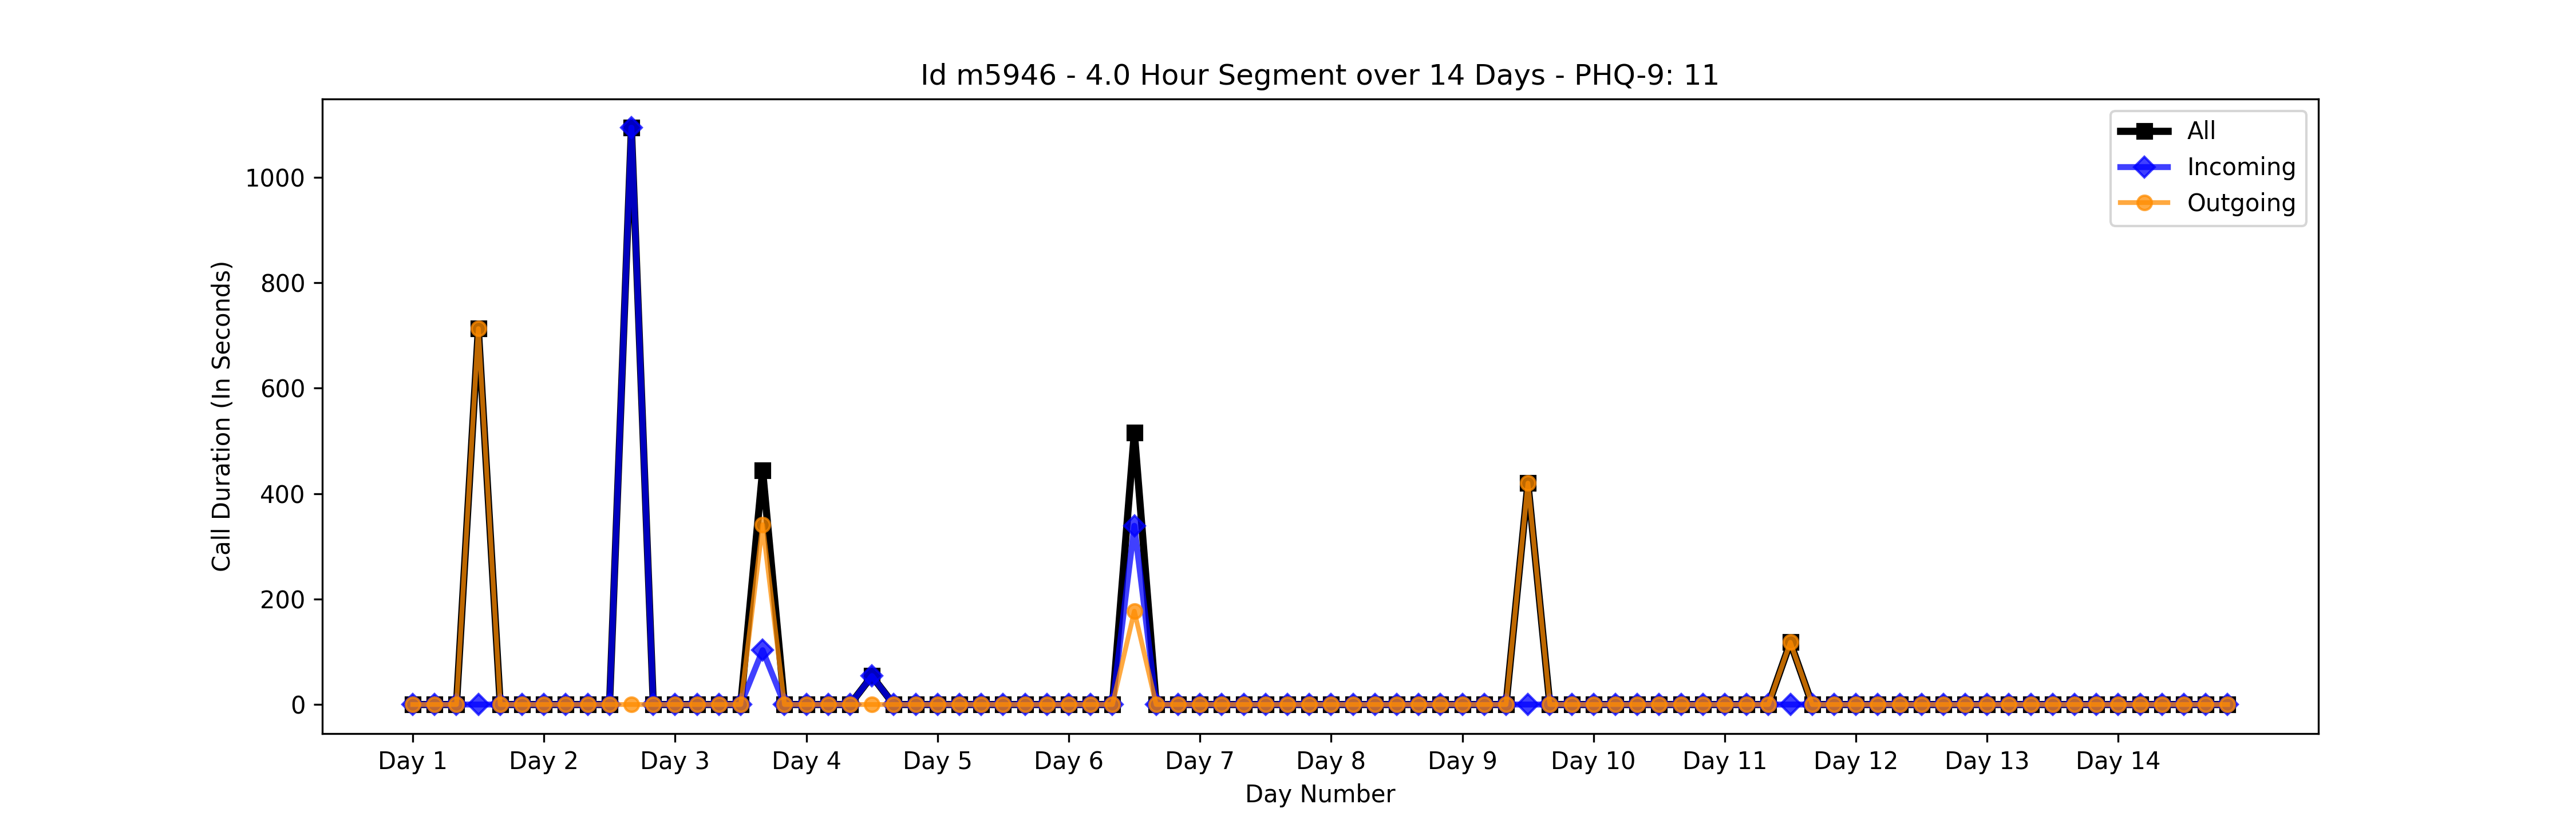 Id m5946 - 4.0 Hour Segment over 14 Days - PHQ-9: 11
All
Incoming
Outgoing
Call Duration (In Seconds)
1000
800
600
400
200
0
Day 1 Day 2 Day 3 Day 4 Day 5 Day 6 Day 7 Day 8 Day 9 Day 10 Day 11 Day 12 Day 13 Day 14
Day Number